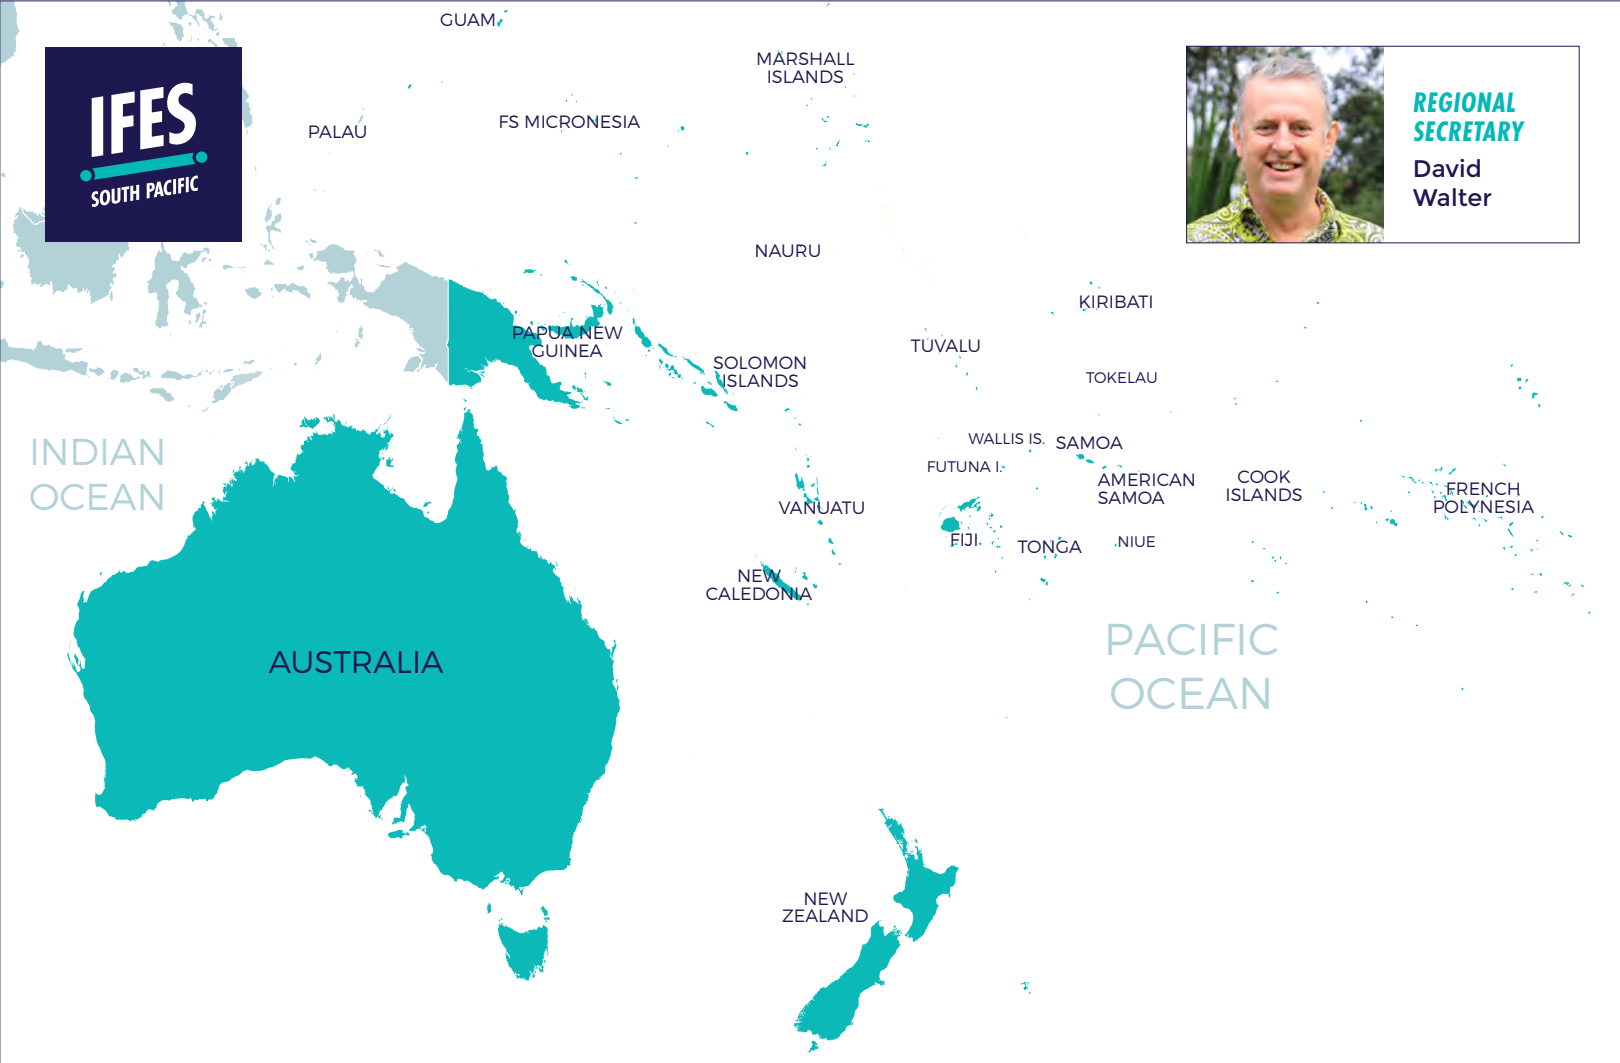 IFES
SOUTH PACIFIC
GUAM
MARSHALL
ISLANDS
PALAU
FS MICRONESIA
REGIONAL
SECRETARY
David
Walter
NAURU
KIRIBATI
PAPUA NEW
GUINEA
TUVALU
SOLOMON
ISLANDS
TOKELAU
INDIAN
OCEAN
WALLIS IS.
SAMOA
FUTUNA I.
AMERICAN
SAMOA
COOK
ISLANDS
FRENCH
POLYNESIA
VANUATU
FIJI
TONGA
NIUE
NEW
CALEDONIA
AUSTRALIA
PACIFIC
OCEAN
NEW
ZEALAND